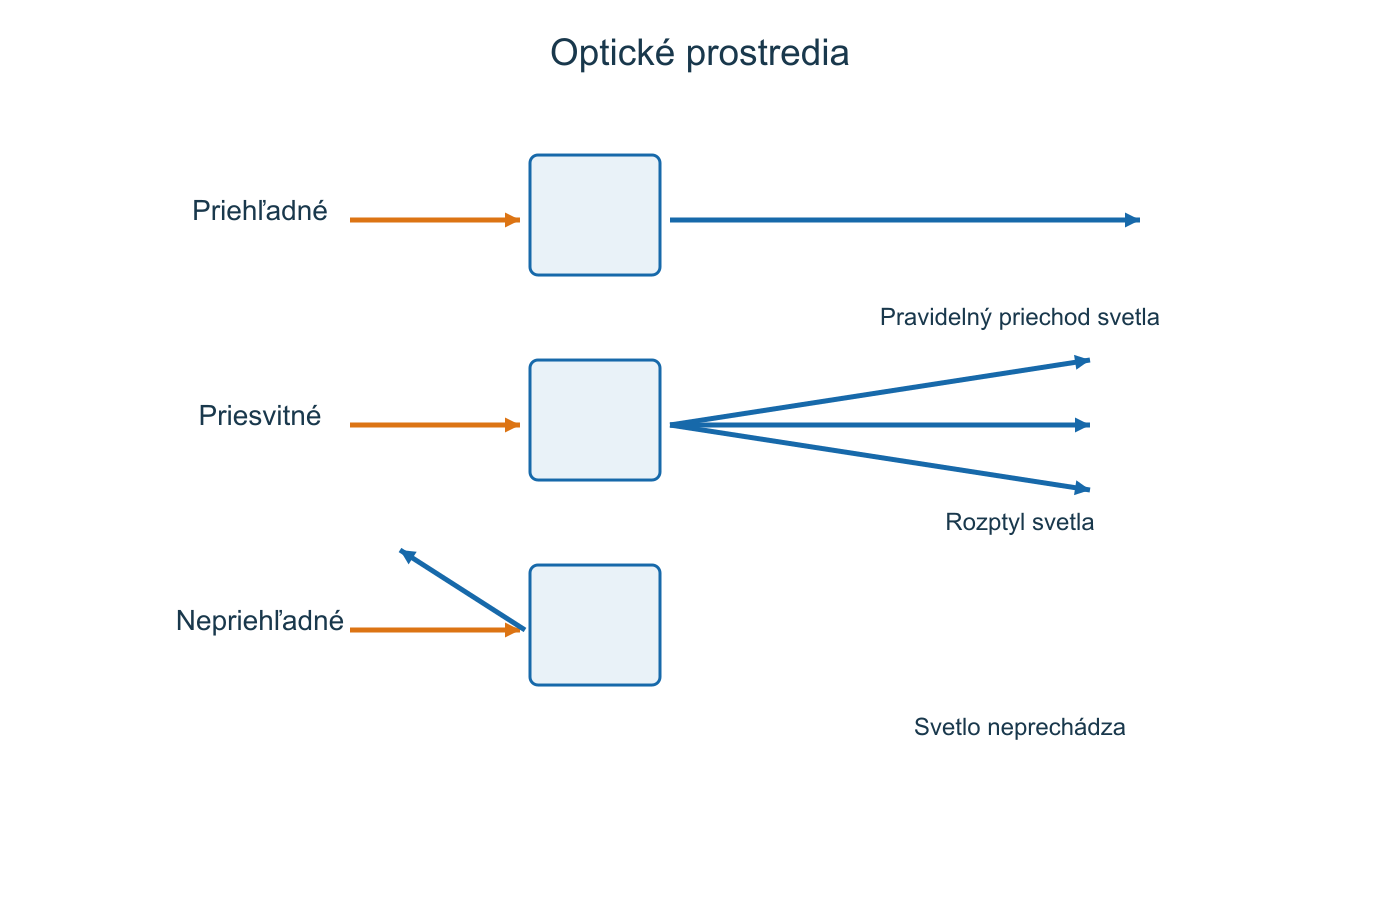 Optické prostredia
Priehľadné
Pravidelný priechod svetla
Priesvitné
Rozptyl svetla
Nepriehľadné
Svetlo neprechádza